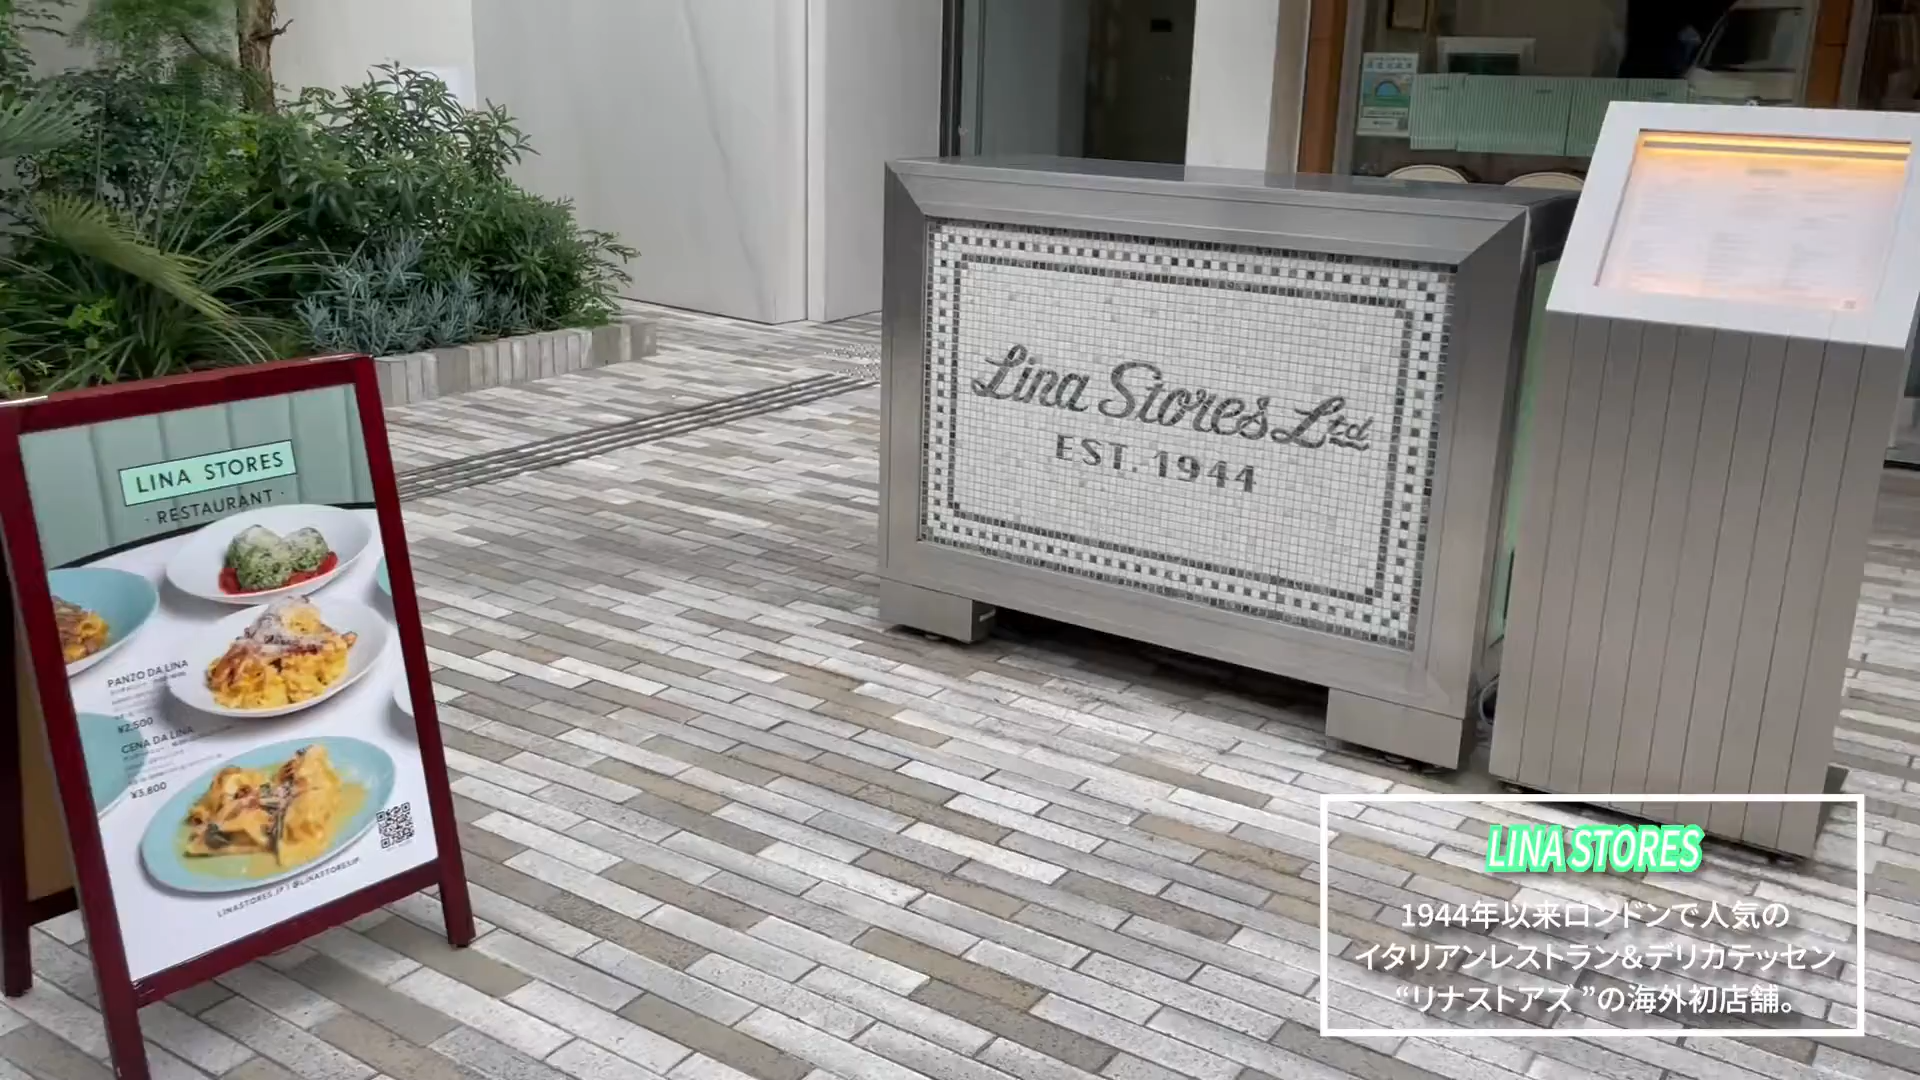 LINA STORES
· RESTAURANT ·
PANZO DA LINA
¥2,500
CENA DA LINA
¥3,800
LINASTORES.JP | @LINASTORESJP
Lina Stores Ltd
EST. 1944
LINA STORES
1944年以来ロンドンで人気の
イタリアンレストラン&デリカテッセン
“リナストアズ ”の海外初店舗。